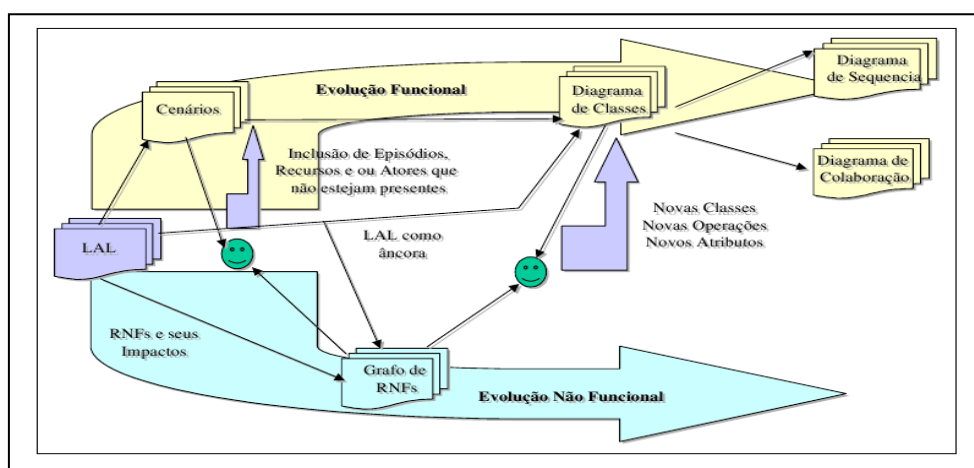 Diagrama
de Sequencia
Evolução Funcional
Diagrama
de Classes
Cenários
Inclusão de Episódios,
Recursos e ou Atores que
não estejam presentes
Diagrama de
Colaboração
Novas Classes
Novas Operações
Novos Atributos
LAL
LAL como
âncora
RNFs e seus
Impactos
Grafo de
RNFs
Evolução Não Funcional